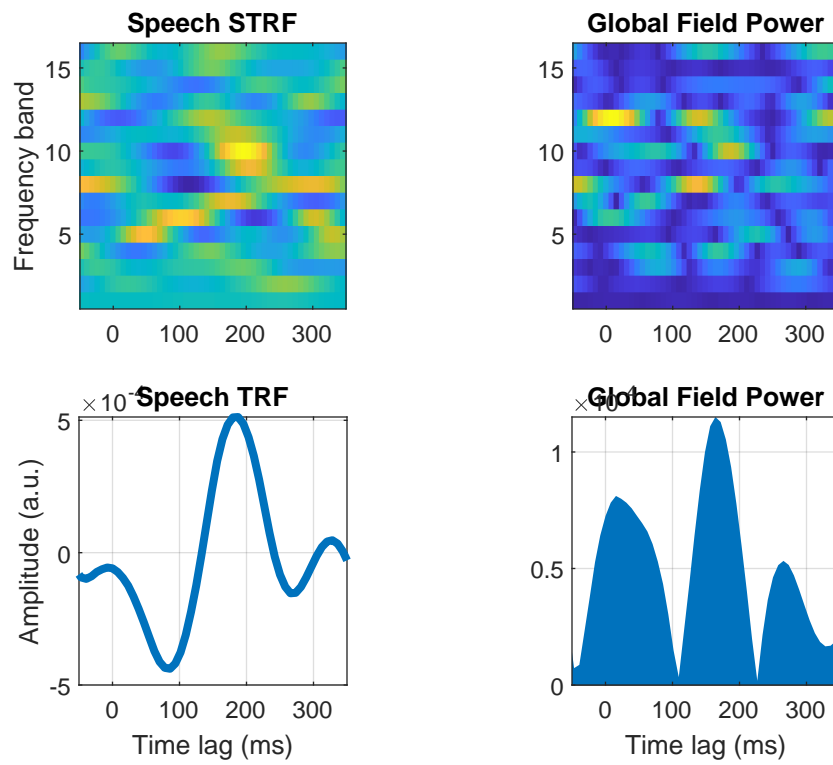 Speech STRF
Frequency band
15
10
5
0 100 200 300
Global Field Power
15
10
5
0 100 200 300
Speech TRF
× 10⁻⁴
Amplitude (a.u.)
5
0
-5
0 100 200 300
Time lag (ms)
Global Field Power
1
0.5
0
0 100 200 300
Time lag (ms)